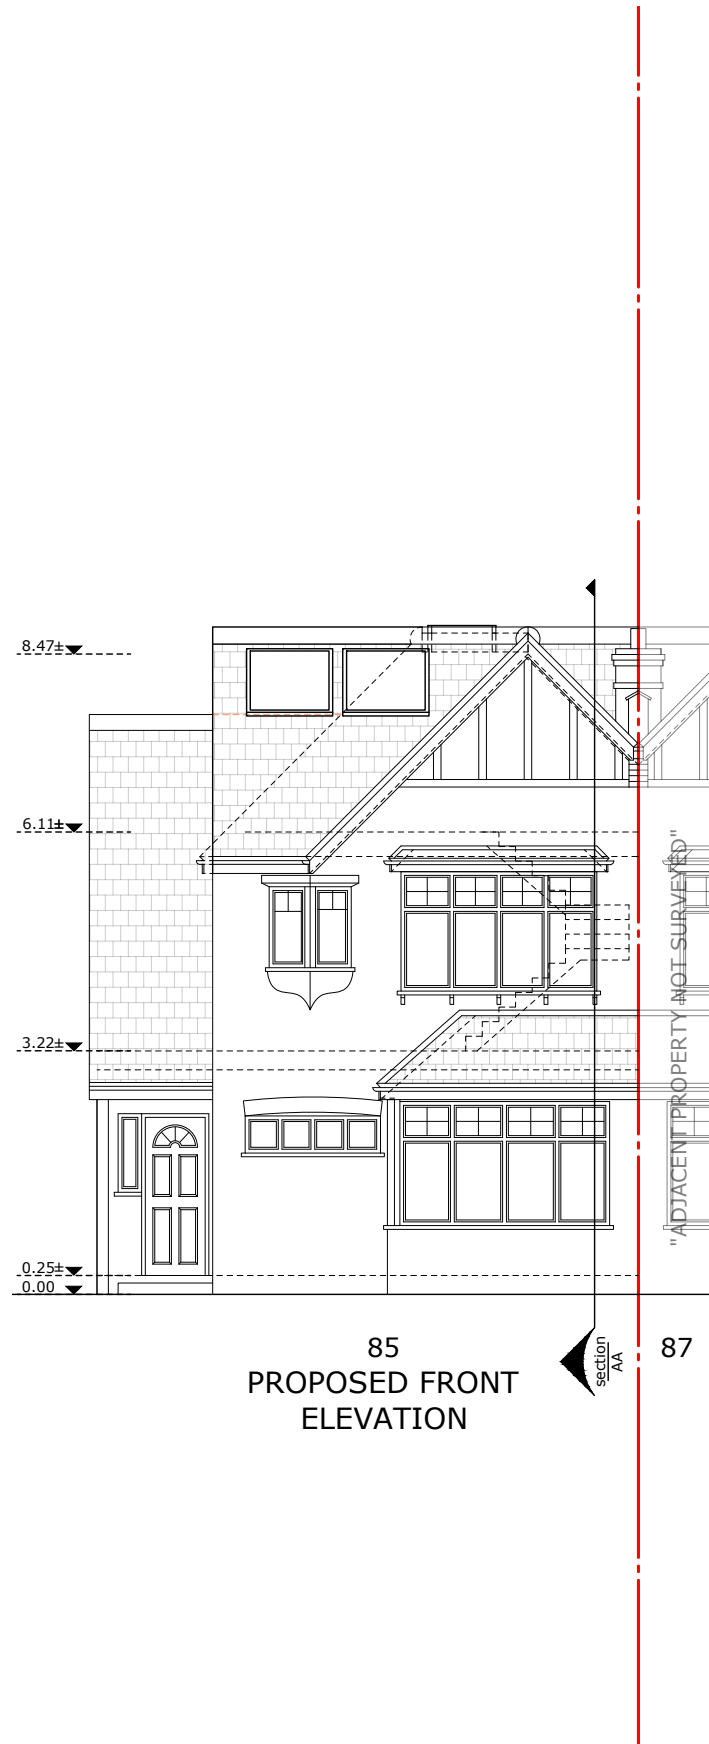 8.47±
6.11±
3.22±
0.25±
0.00
"ADJACENT PROPERTY NOT SURVEYED"
85
87
section
AA
PROPOSED FRONT
ELEVATION